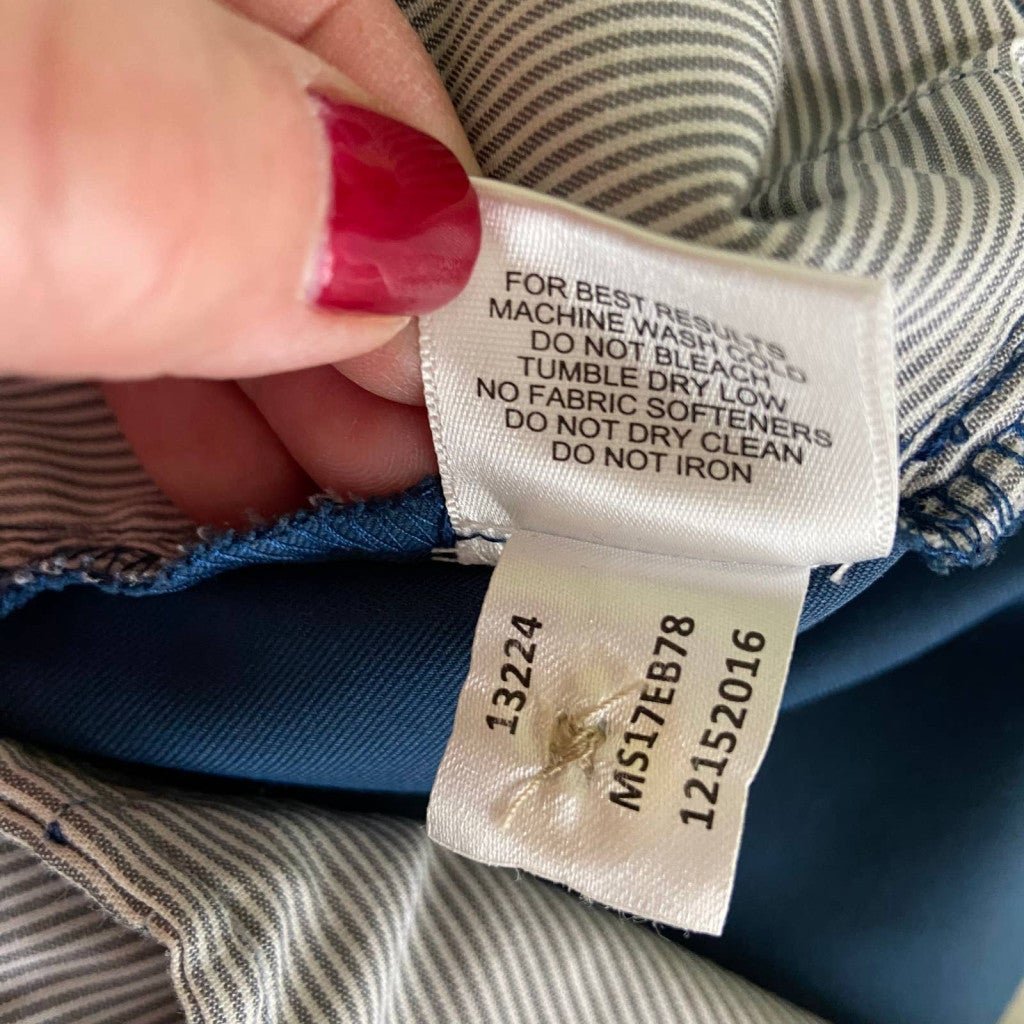 FOR BEST RESULTS
MACHINE WASH COLD
DO NOT BLEACH
TUMBLE DRY LOW
NO FABRIC SOFTENERS
DO NOT DRY CLEAN
DO NOT IRON
13224
MS17EB78
12152016